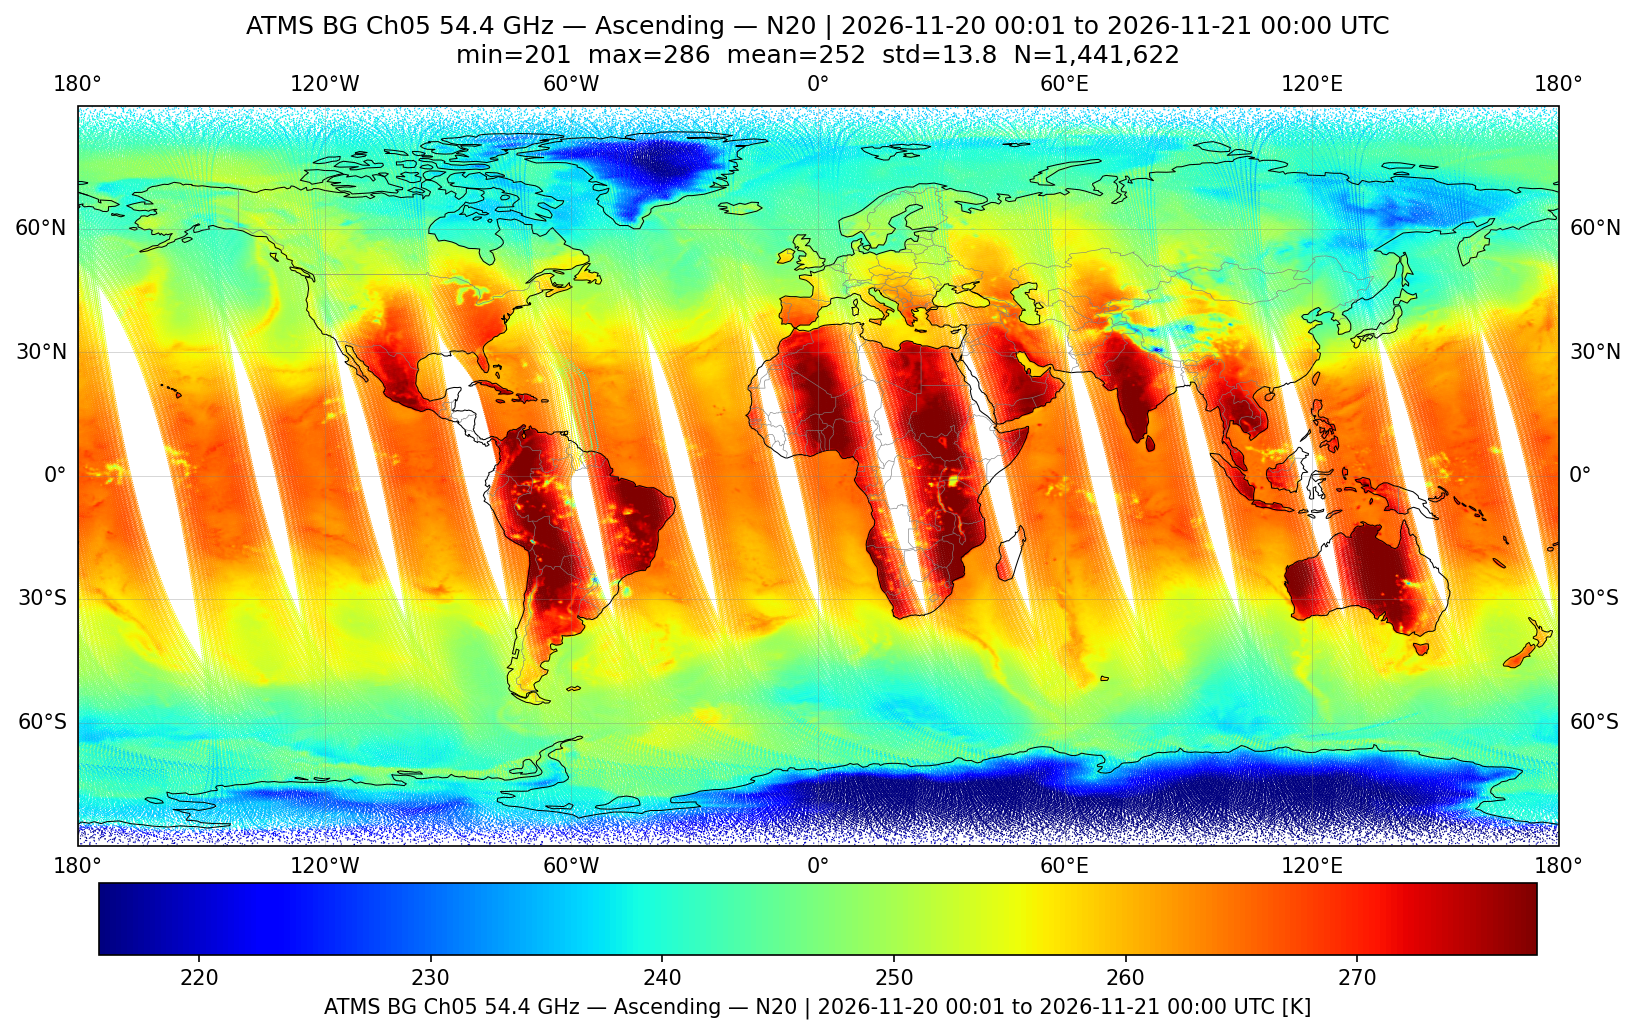 ATMS BG Ch05 54.4 GHz — Ascending — N20 | 2026-11-20 00:01 to 2026-11-21 00:00 UTC
min=201 max=286 mean=252 std=13.8 N=1,441,622
180° 120°W 60°W 0° 60°E 120°E 180°
60°N 60°N
30°N 30°N
0° 0°
30°S 30°S
60°S 60°S
180° 120°W 60°W 0° 60°E 120°E 180°
220 230 240 250 260 270
ATMS BG Ch05 54.4 GHz — Ascending — N20 | 2026-11-20 00:01 to 2026-11-21 00:00 UTC [K]